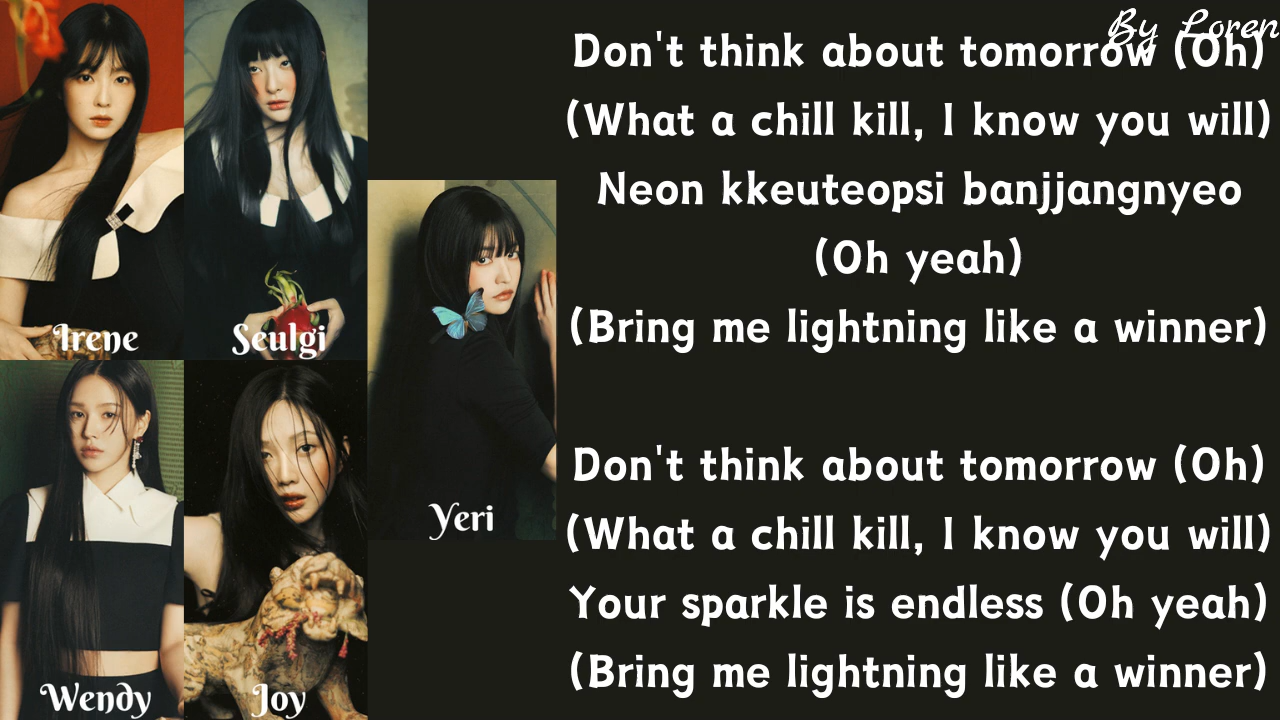 By Loren
Don't think about tomorrow (Oh)
(What a chill kill, I know you will)
Neon kkeuteopsi banjjangnyeo
(Oh yeah)
(Bring me lightning like a winner)
Don't think about tomorrow (Oh)
(What a chill kill, I know you will)
Your sparkle is endless (Oh yeah)
(Bring me lightning like a winner)
Irene
Seulgi
Yeri
Wendy
Joy